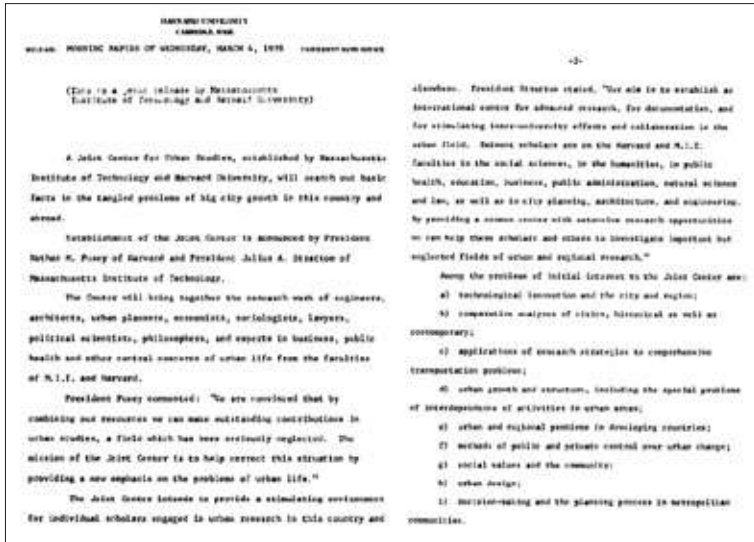 HARVARD UNIVERSITY
CAMBRIDGE, MASS.
MORNING PAPERS OF WEDNESDAY, MARCH 4,
(This is a joint release by Massachusetts
Institute of Technology and Harvard University)
A Joint Center for Urban Studies, established by Massachusetts
Institute of Technology and Harvard University, will search out basic
facts in the tangled problems of big city growth in this country and
abroad.
Establishment of the Joint Center is announced by President
Nathan M. Pusey of Harvard and President Julius A. Stratton of
Massachusetts Institute of Technology.
The Center will bring together the research work of engineers,
architects, urban planners, economists, sociologists, lawyers,
political scientists, philosophers, and experts in business, public
health and other central concerns of urban life from the faculties
of M.I.T. and Harvard.
President Pusey commented: "We are convinced that by
combining our resources we can make outstanding contributions in
urban studies, a field which has been seriously neglected. The
mission of the Joint Center is to help correct this situation by
providing a new emphasis on the problems of urban life."
The Joint Center intends to provide a stimulating environment
for individual scholars engaged in urban research in this country and
-2-
elsewhere. President Stratton stated, "Our aim is to establish an
international center for advanced research, for documentation, and
for stimulating inter-university efforts and collaboration in the
urban field. Eminent scholars are on the Harvard and M.I.T.
faculties in the social sciences, in the humanities, in public
health, education, business, public administration, natural science
and law, as well as in city planning, architecture, and engineering.
By providing a common center with extensive research opportunities
we can help these scholars and others to investigate important but
neglected fields of urban and regional research."
Among the problems of initial interest to the Joint Center are:
a) technological innovation and the city and region;
b) comparative analyses of cities, historical as well as
contemporary;
c) applications of research strategies to comprehensive
transportation problems;
d) urban growth and structure, including the special problems
of interdependence of activities in urban areas;
e) urban and regional problems in developing countries;
f) methods of public and private control over urban change;
g) social values and the community;
h) urban design;
i) decision-making and the planning process in metropolitan
communities.